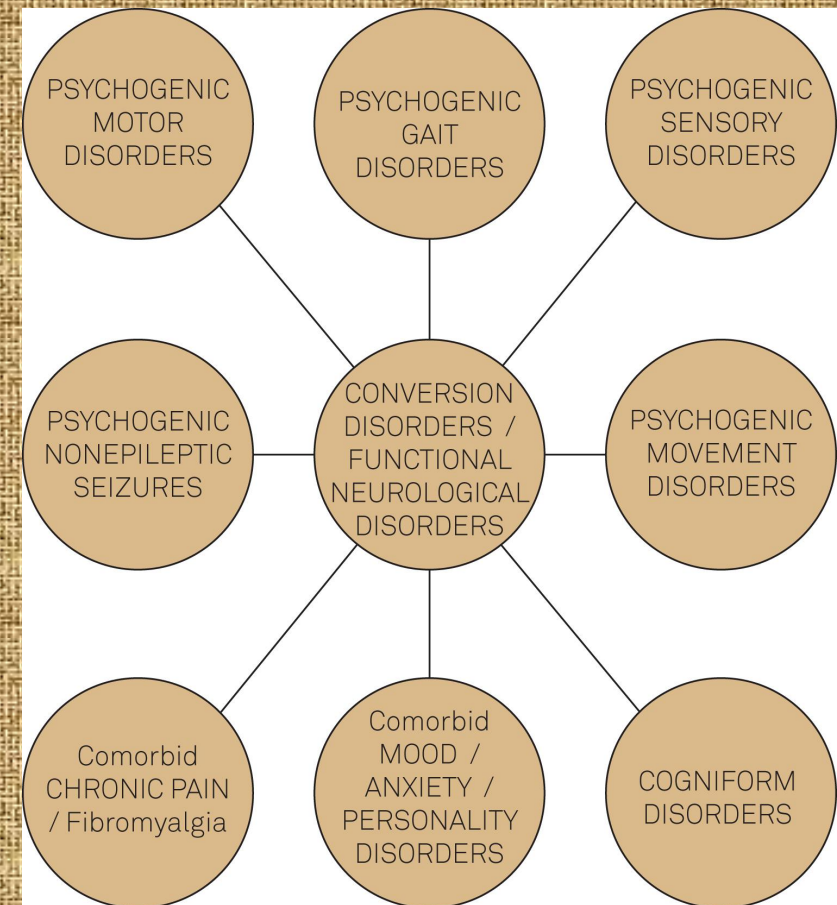 PSYCHOGENIC
MOTOR
DISORDERS
PSYCHOGENIC
GAIT
DISORDERS
PSYCHOGENIC
SENSORY
DISORDERS
PSYCHOGENIC
NONEPILEPTIC
SEIZURES
CONVERSION
DISORDERS /
FUNCTIONAL
NEUROLOGICAL
DISORDERS
PSYCHOGENIC
MOVEMENT
DISORDERS
Comorbid
CHRONIC PAIN
/ Fibromyalgia
Comorbid
MOOD /
ANXIETY /
PERSONALITY
DISORDERS
COGNIFORM
DISORDERS